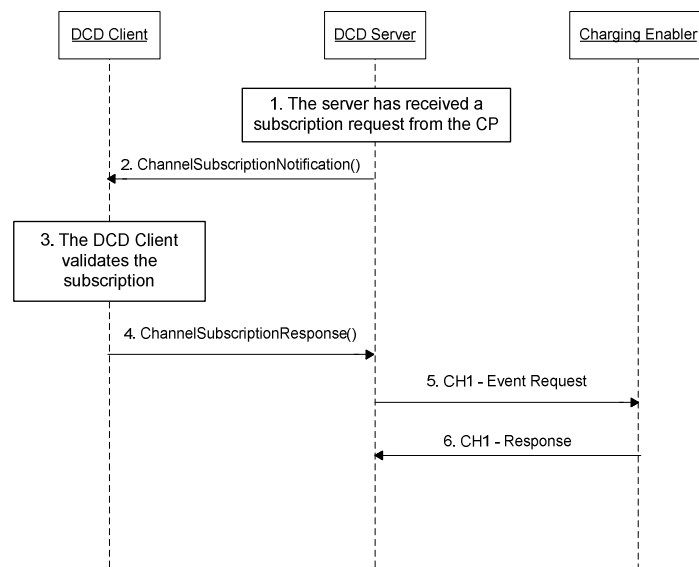 DCD Client
DCD Server
Charging Enabler
1. The server has received a
subscription request from the CP
2. ChannelSubscriptionNotification()
3. The DCD Client
validates the
subscription
4. ChannelSubscriptionResponse()
5. CH1 - Event Request
6. CH1 - Response